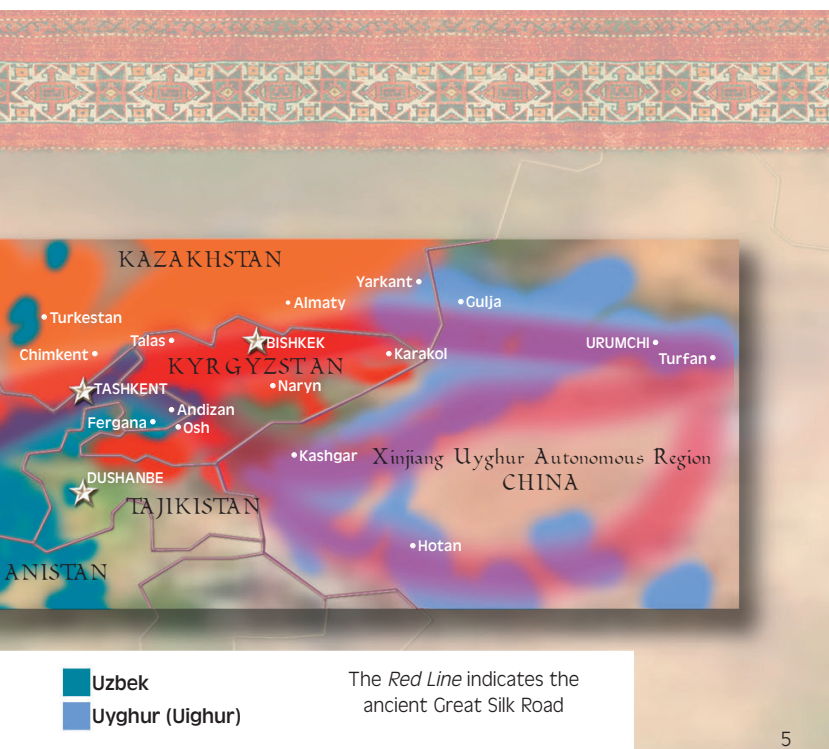 KAZAKHSTAN
Yarkant
Almaty
Gulja
Turkestan
Talas
BISHKEK
URUMCHI
Chimkent
Karakol
Turfan
KYRGYZSTAN
TASHKENT
Naryn
Andizan
Fergana
Osh
Kashgar
Xinjiang Uyghur Autonomous Region
CHINA
DUSHANBE
TAJIKISTAN
Hotan
ANISTAN
Uzbek
Uyghur (Uighur)
The Red Line indicates the
ancient Great Silk Road
5